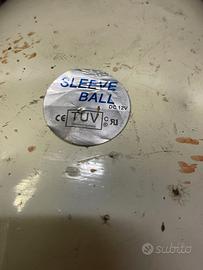 SLEEVE
BALL
DC 12V
CE TÜV C
subito